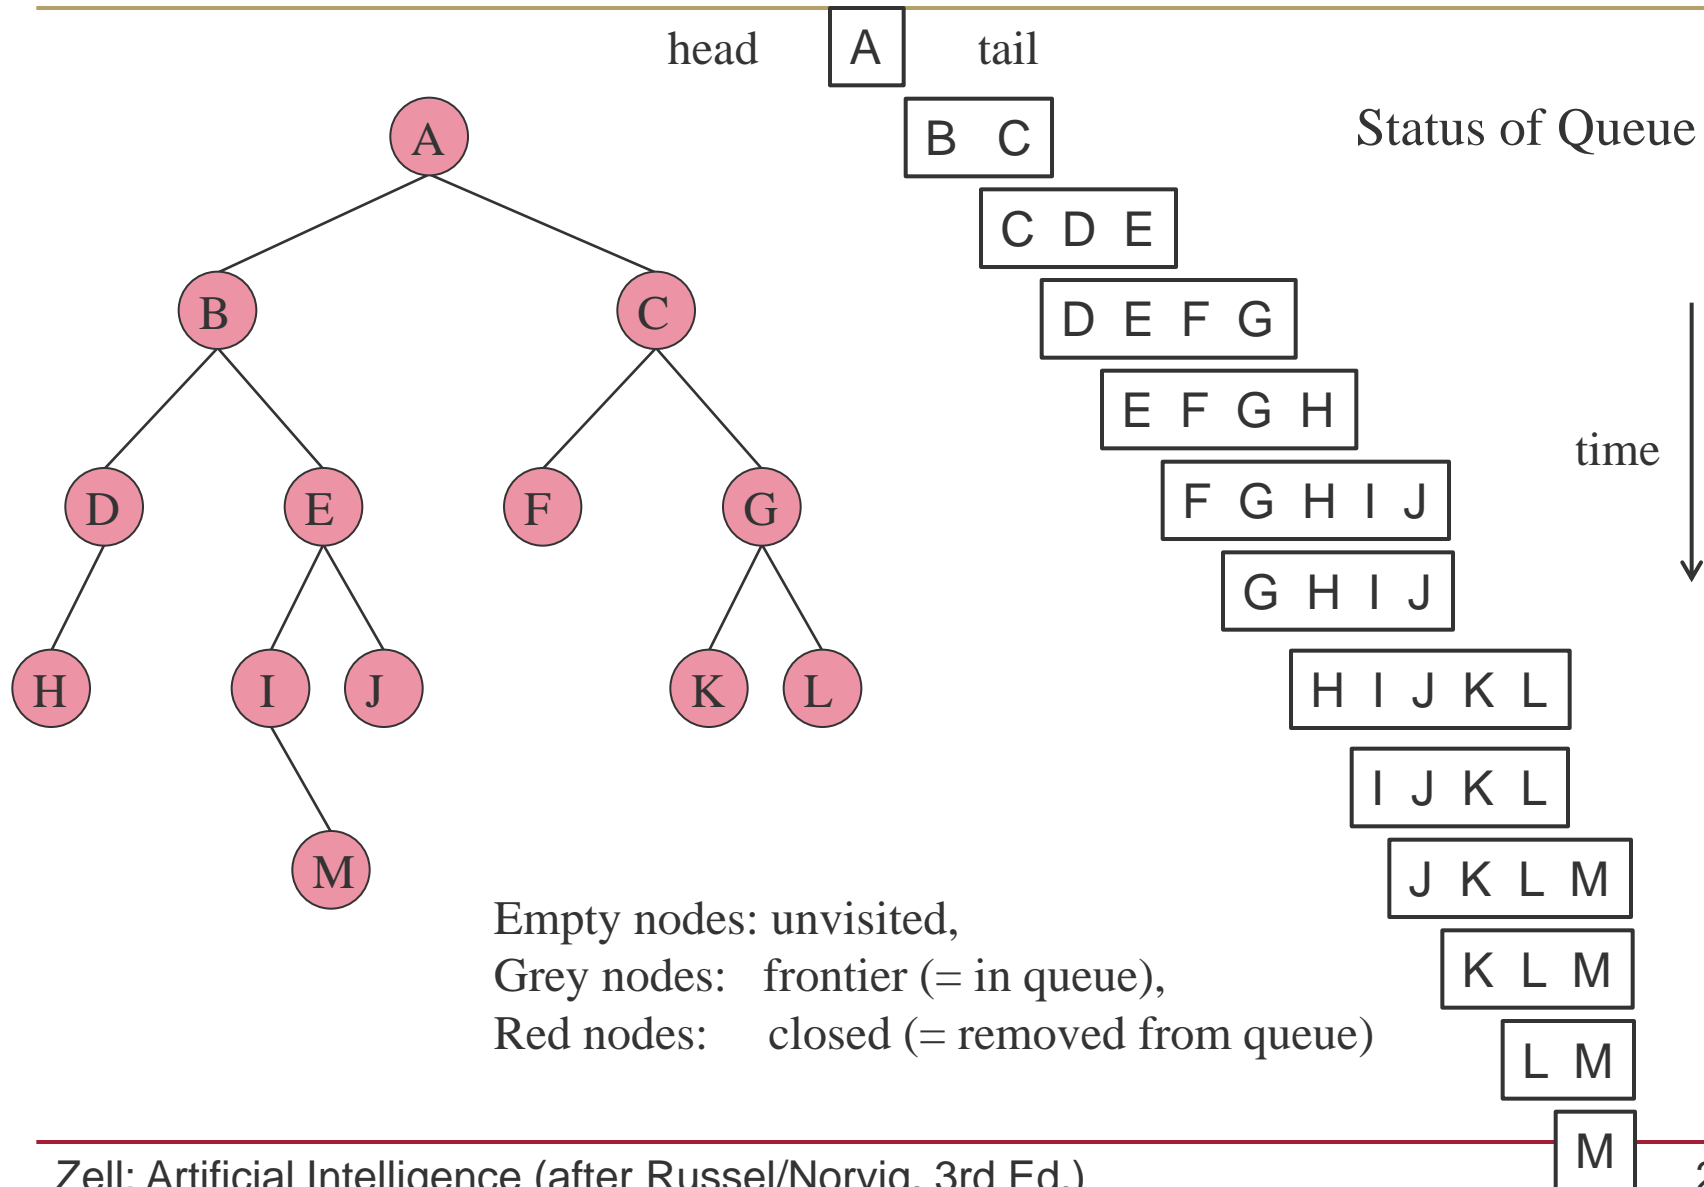 head A tail
Status of Queue
B C
C D E
D E F G
E F G H
F G H I J
G H I J
H I J K L
I J K L
J K L M
K L M
L M
M
time
A
B C
D E F G
H I J K L
M
Empty nodes: unvisited,
Grey nodes: frontier (= in queue),
Red nodes: closed (= removed from queue)
Zell: Artificial Intelligence (after Russel/Norvig, 3rd Ed.)